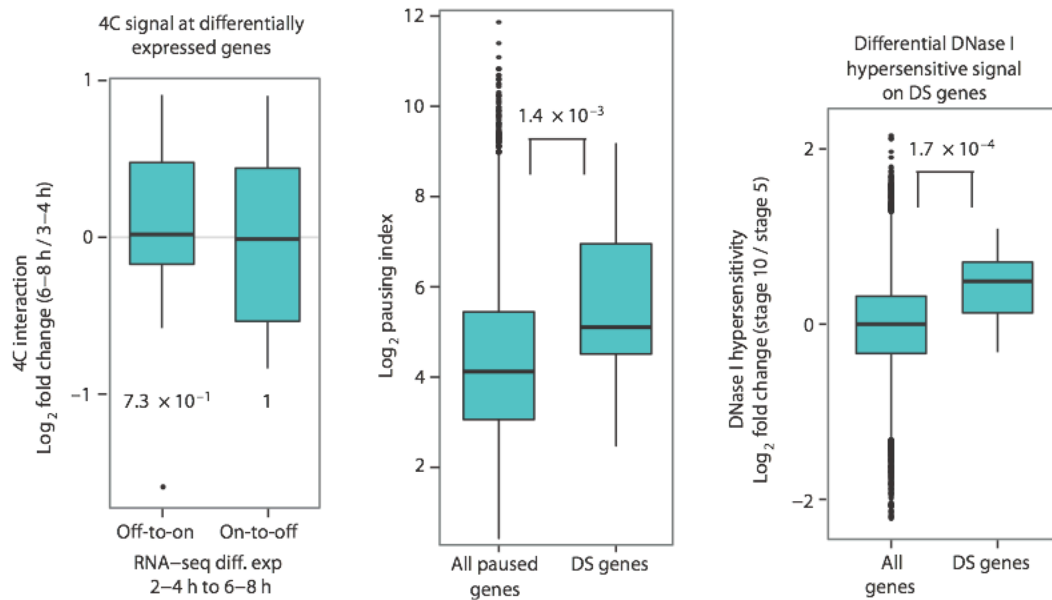 4C signal at differentially
expressed genes
4C interaction
Log2 fold change (6–8 h / 3–4 h)
1
0
−1
7.3 × 10−1
1
Off-to-on
On-to-off
RNA–seq diff. exp
2–4 h to 6–8 h
Log2 pausing index
12
10
8
6
4
2
1.4 × 10−3
All paused
genes
DS genes
Differential DNase I
hypersensitive signal
on DS genes
DNase I hypersensitivity
Log2 fold change (stage 10 / stage 5)
2
0
−2
1.7 × 10−4
All
genes
DS genes